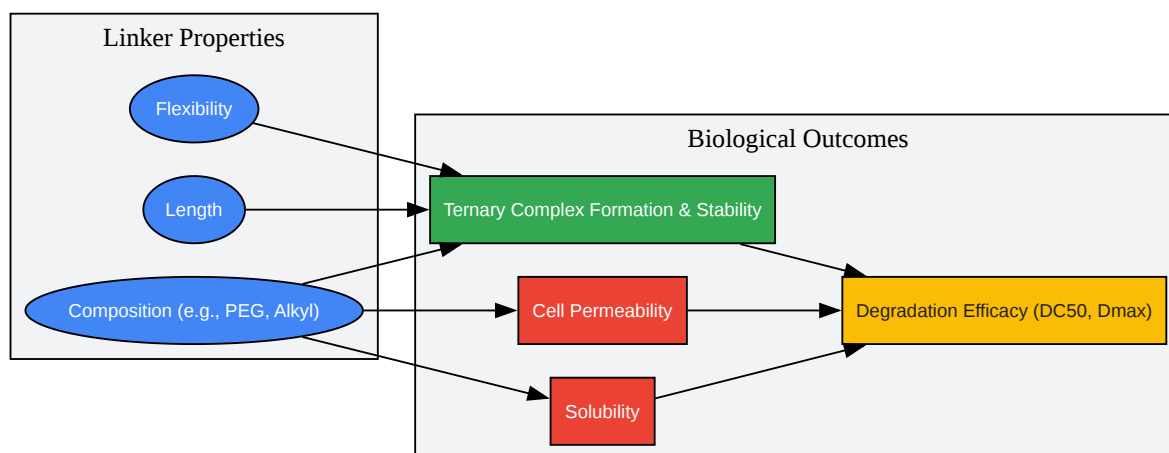 Linker Properties
Flexibility
Length
Composition (e.g., PEG, Alkyl)
Biological Outcomes
Ternary Complex Formation & Stability
Cell Permeability
Solubility
Degradation Efficacy (DC50, Dmax)